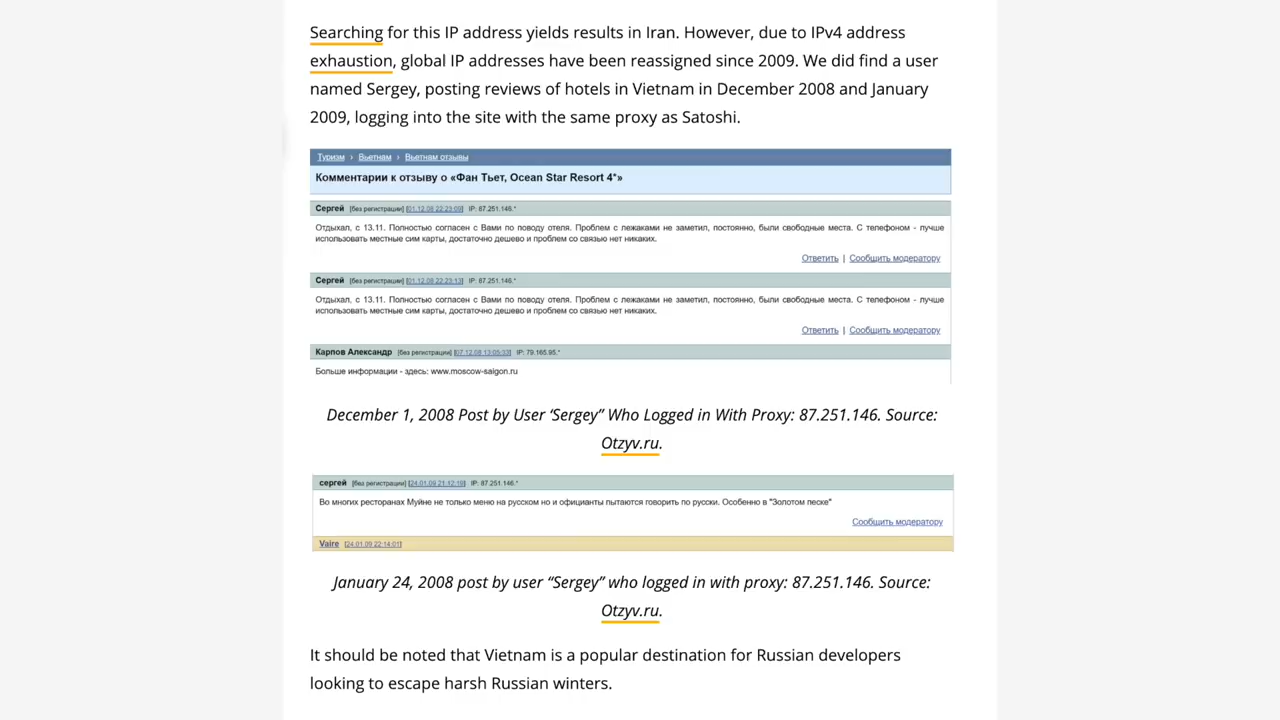 Searching for this IP address yields results in Iran. However, due to IPv4 address
exhaustion, global IP addresses have been reassigned since 2009. We did find a user
named Sergey, posting reviews of hotels in Vietnam in December 2008 and January
2009, logging into the site with the same proxy as Satoshi.
Туризм › Вьетнам › Вьетнам отзывы
Комментарии к отзыву о «Фан Тьет, Ocean Star Resort 4*»
Сергей [без регистрации] [01.12.08 22:23:09] IP: 87.251.146.*
Отдыхал, с 13.11. Полностью согласен с Вами по поводу отеля. Проблем с лежаками не заметил, постоянно, были свободные места. С телефоном - лучше
использовать местные сим карты, достаточно дешево и проблем со связью нет никаких.
Ответить | Сообщить модератору
Сергей [без регистрации] [01.12.08 22:23:13] IP: 87.251.146.*
Отдыхал, с 13.11. Полностью согласен с Вами по поводу отеля. Проблем с лежаками не заметил, постоянно, были свободные места. С телефоном - лучше
использовать местные сим карты, достаточно дешево и проблем со связью нет никаких.
Ответить | Сообщить модератору
Карпов Александр [без регистрации] [07.12.08 13:05:33] IP: 79.165.95.*
Больше информации - здесь: www.moscow-saigon.ru
December 1, 2008 Post by User ‘Sergey” Who Logged in With Proxy: 87.251.146. Source:
Otzyv.ru.
сергей [без регистрации] [24.01.09 21:12:19] IP: 87.251.146.*
Во многих ресторанах Муйне не только меню на русском но и официанты пытаются говорить по русски. Особенно в "Золотом песке"
Сообщить модератору
Vaire [24.01.09 22:14:01]
January 24, 2008 post by user “Sergey” who logged in with proxy: 87.251.146. Source:
Otzyv.ru.
It should be noted that Vietnam is a popular destination for Russian developers
looking to escape harsh Russian winters.